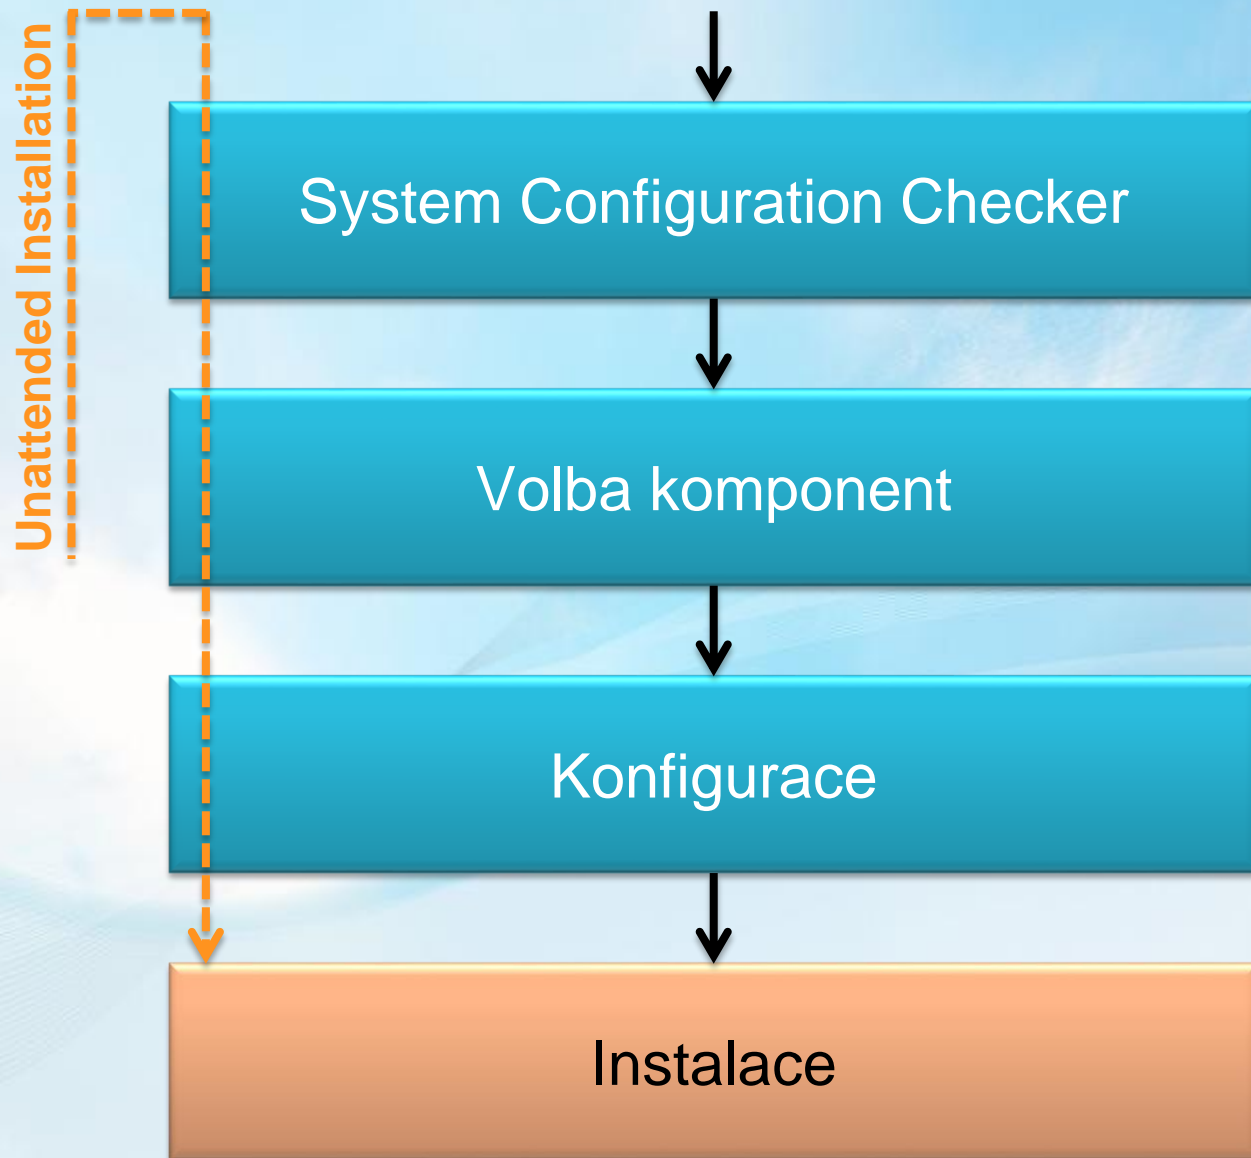 Unattended Installation
System Configuration Checker
Volba komponent
Konfigurace
Instalace